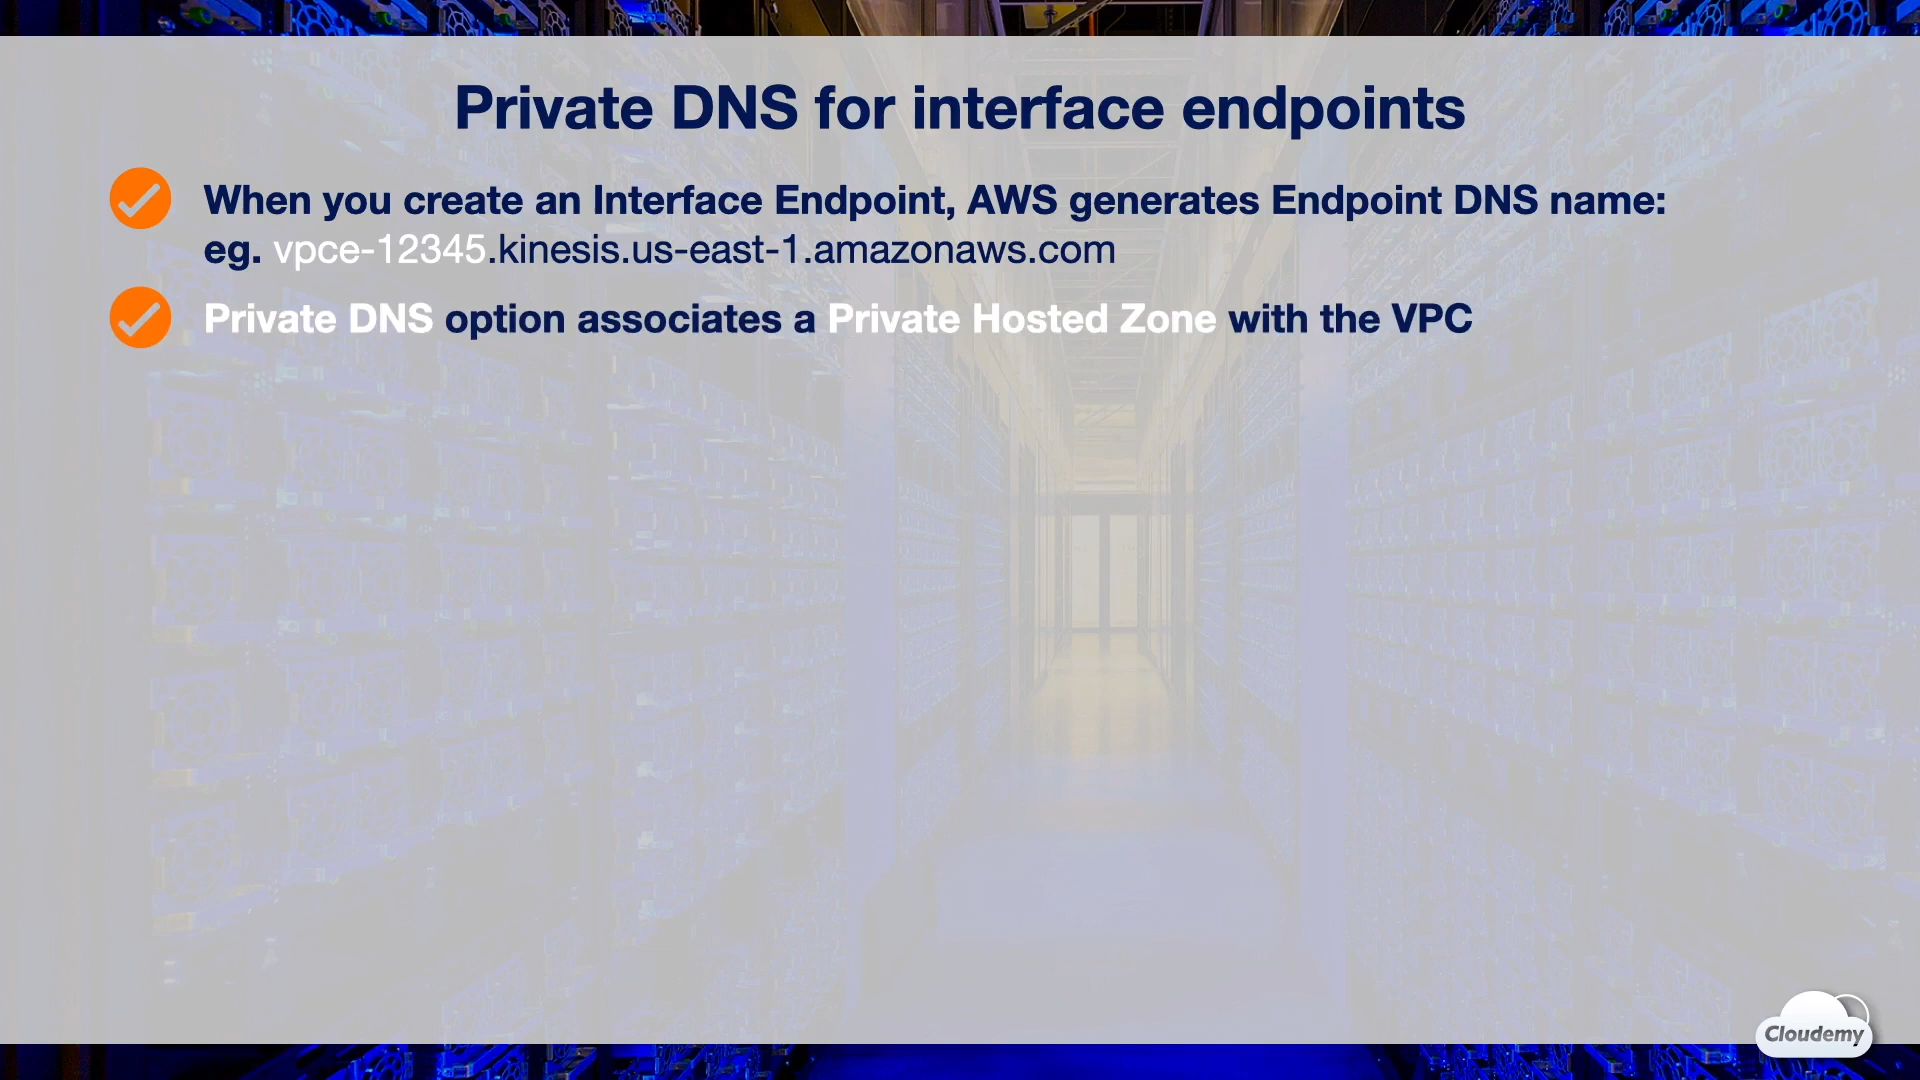 Private DNS for interface endpoints
When you create an Interface Endpoint, AWS generates Endpoint DNS name:
eg. vpce-12345.kinesis.us-east-1.amazonaws.com
Private DNS option associates a Private Hosted Zone with the VPC
Cloudemy